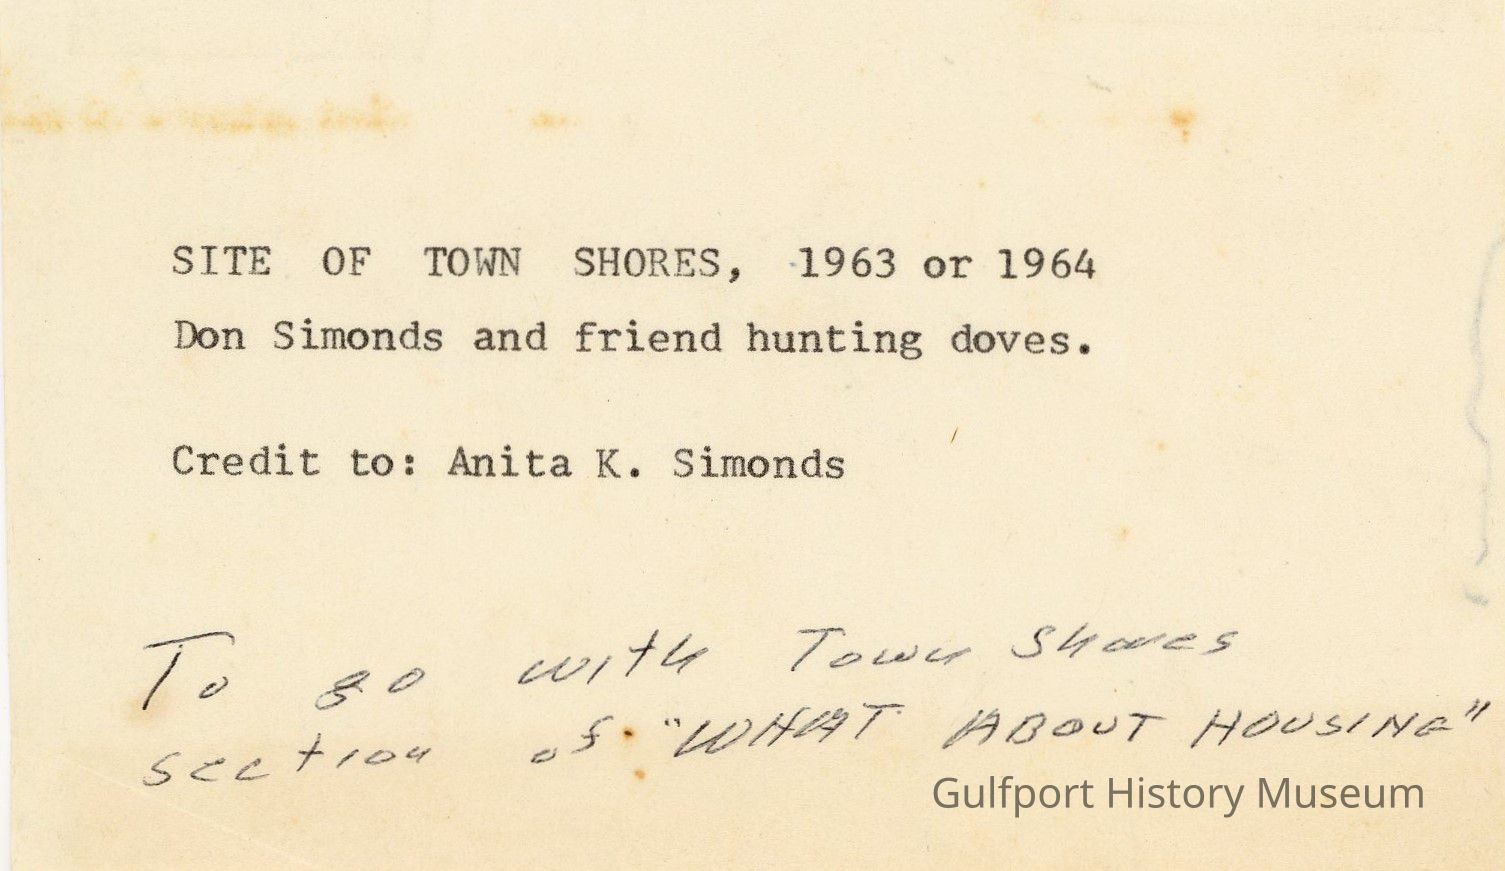 SITE OF TOWN SHORES, 1963 or 1964
Don Simonds and friend hunting doves.
Credit to: Anita K. Simonds
To go with Town Shores
section of "WHAT ABOUT HOUSING"
Gulfport History Museum